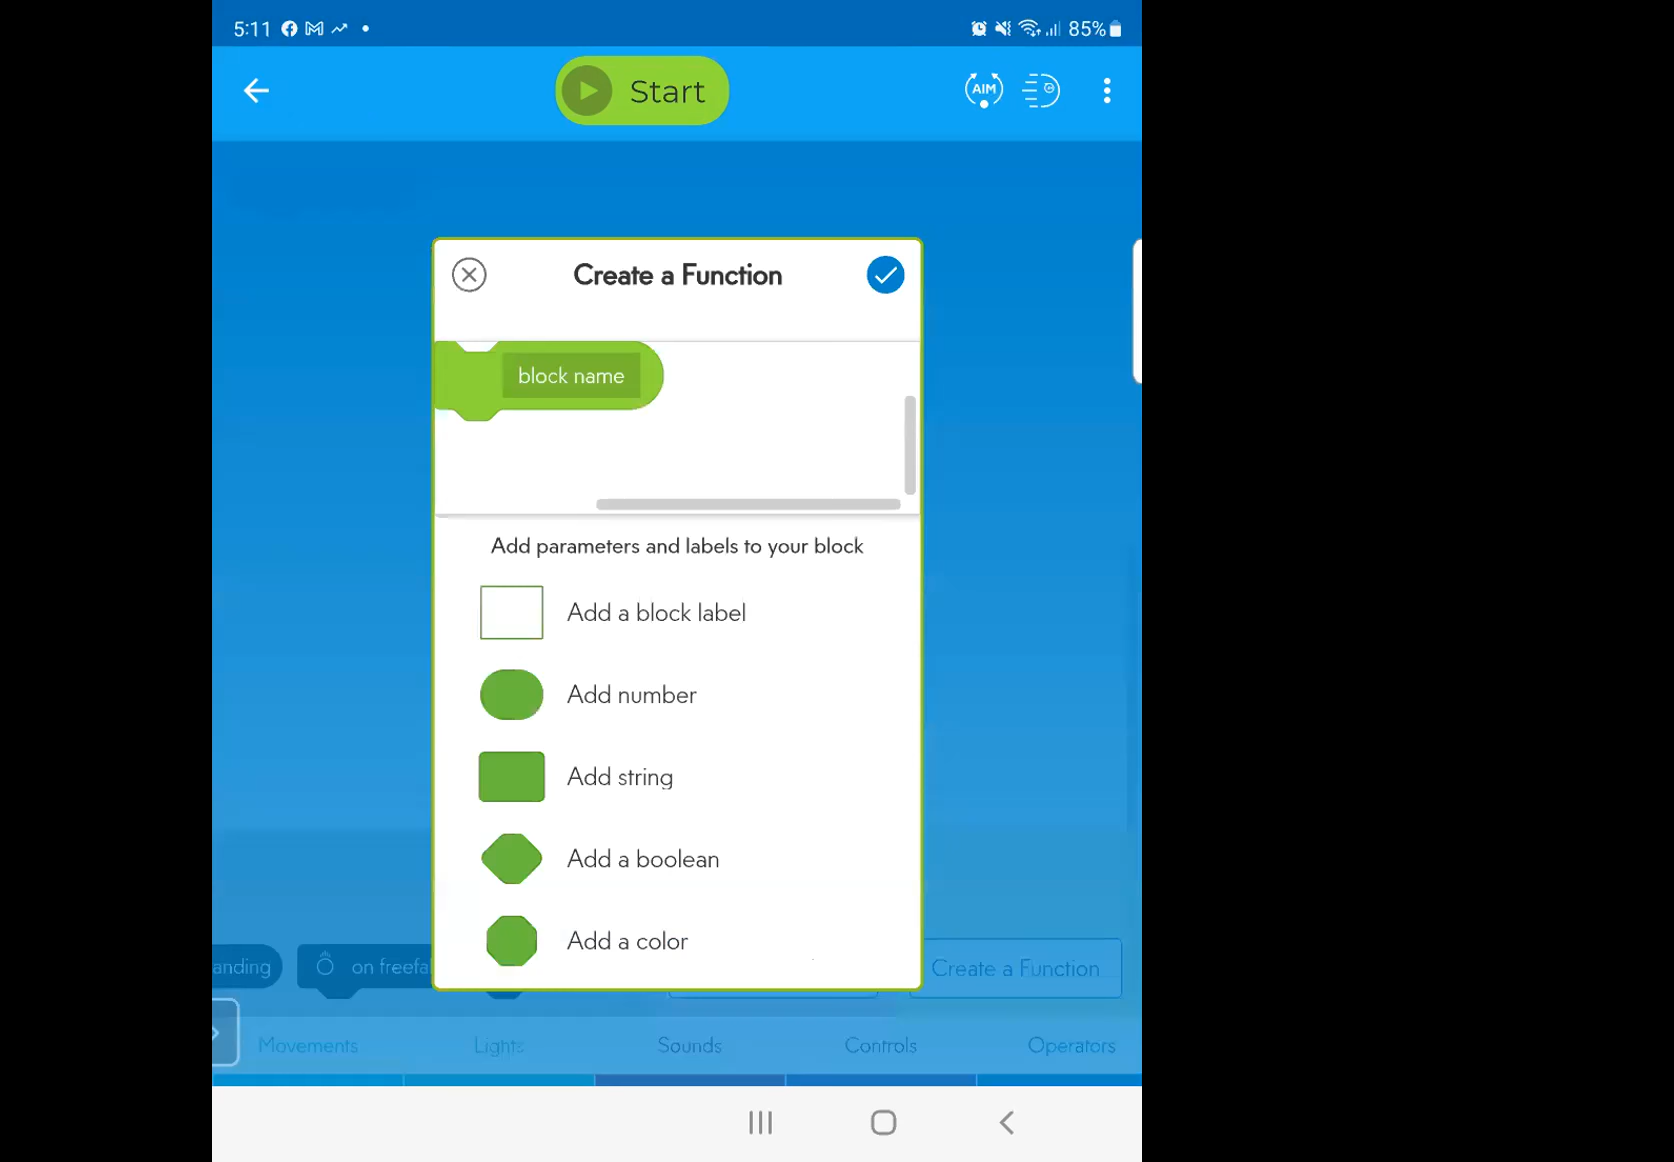 5:11
85%
Start
AIM
Create a Function
block name
Add parameters and labels to your block
Add a block label
Add number
Add string
Add a boolean
Add a color
anding
on freefal
Create a Function
Movements
Lights
Sounds
Controls
Operators